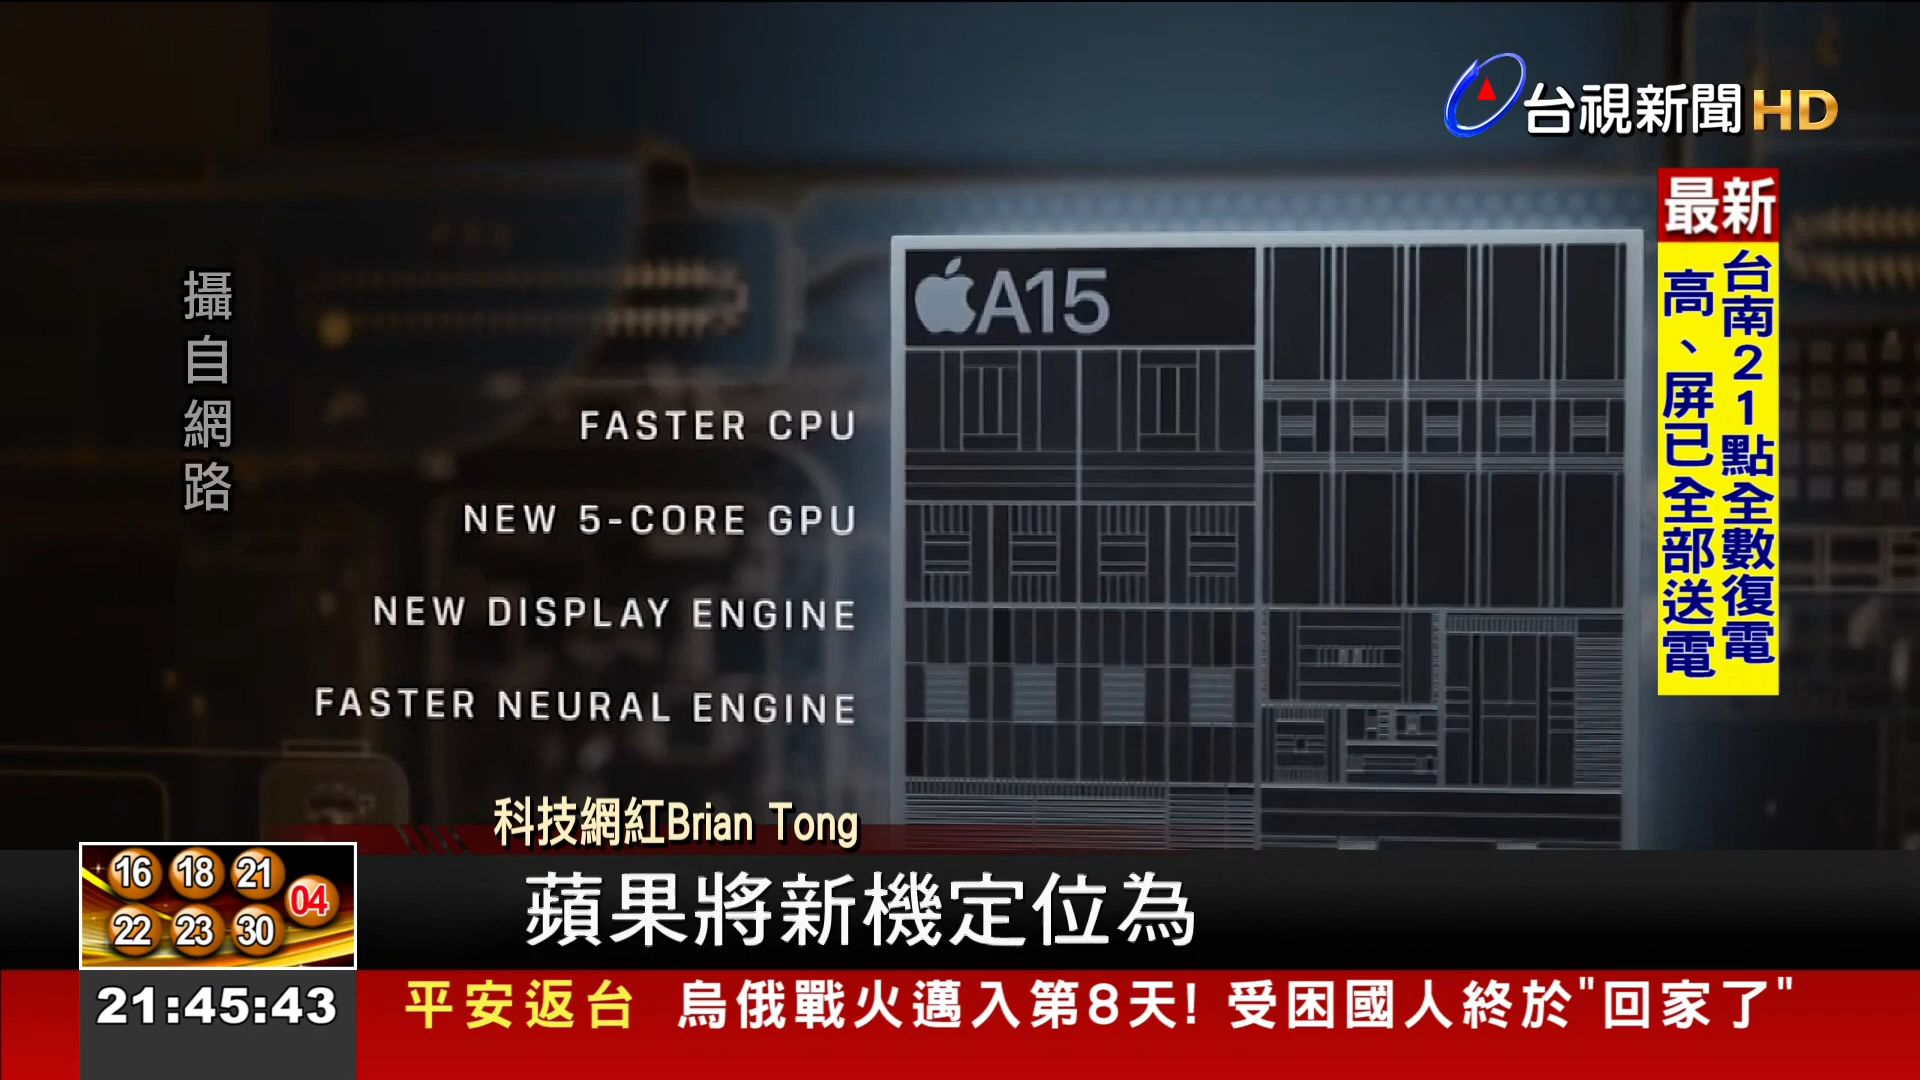 台視新聞HD
最新
台南21點全數復電
高、屏已全部送電
攝自網路
A15
FASTER CPU
NEW 5-CORE GPU
NEW DISPLAY ENGINE
FASTER NEURAL ENGINE
科技網紅Brian Tong
蘋果將新機定位為
16 18 21
04
22 23 30
21:45:43
平安返台 烏俄戰火邁入第8天! 受困國人終於"回家了"